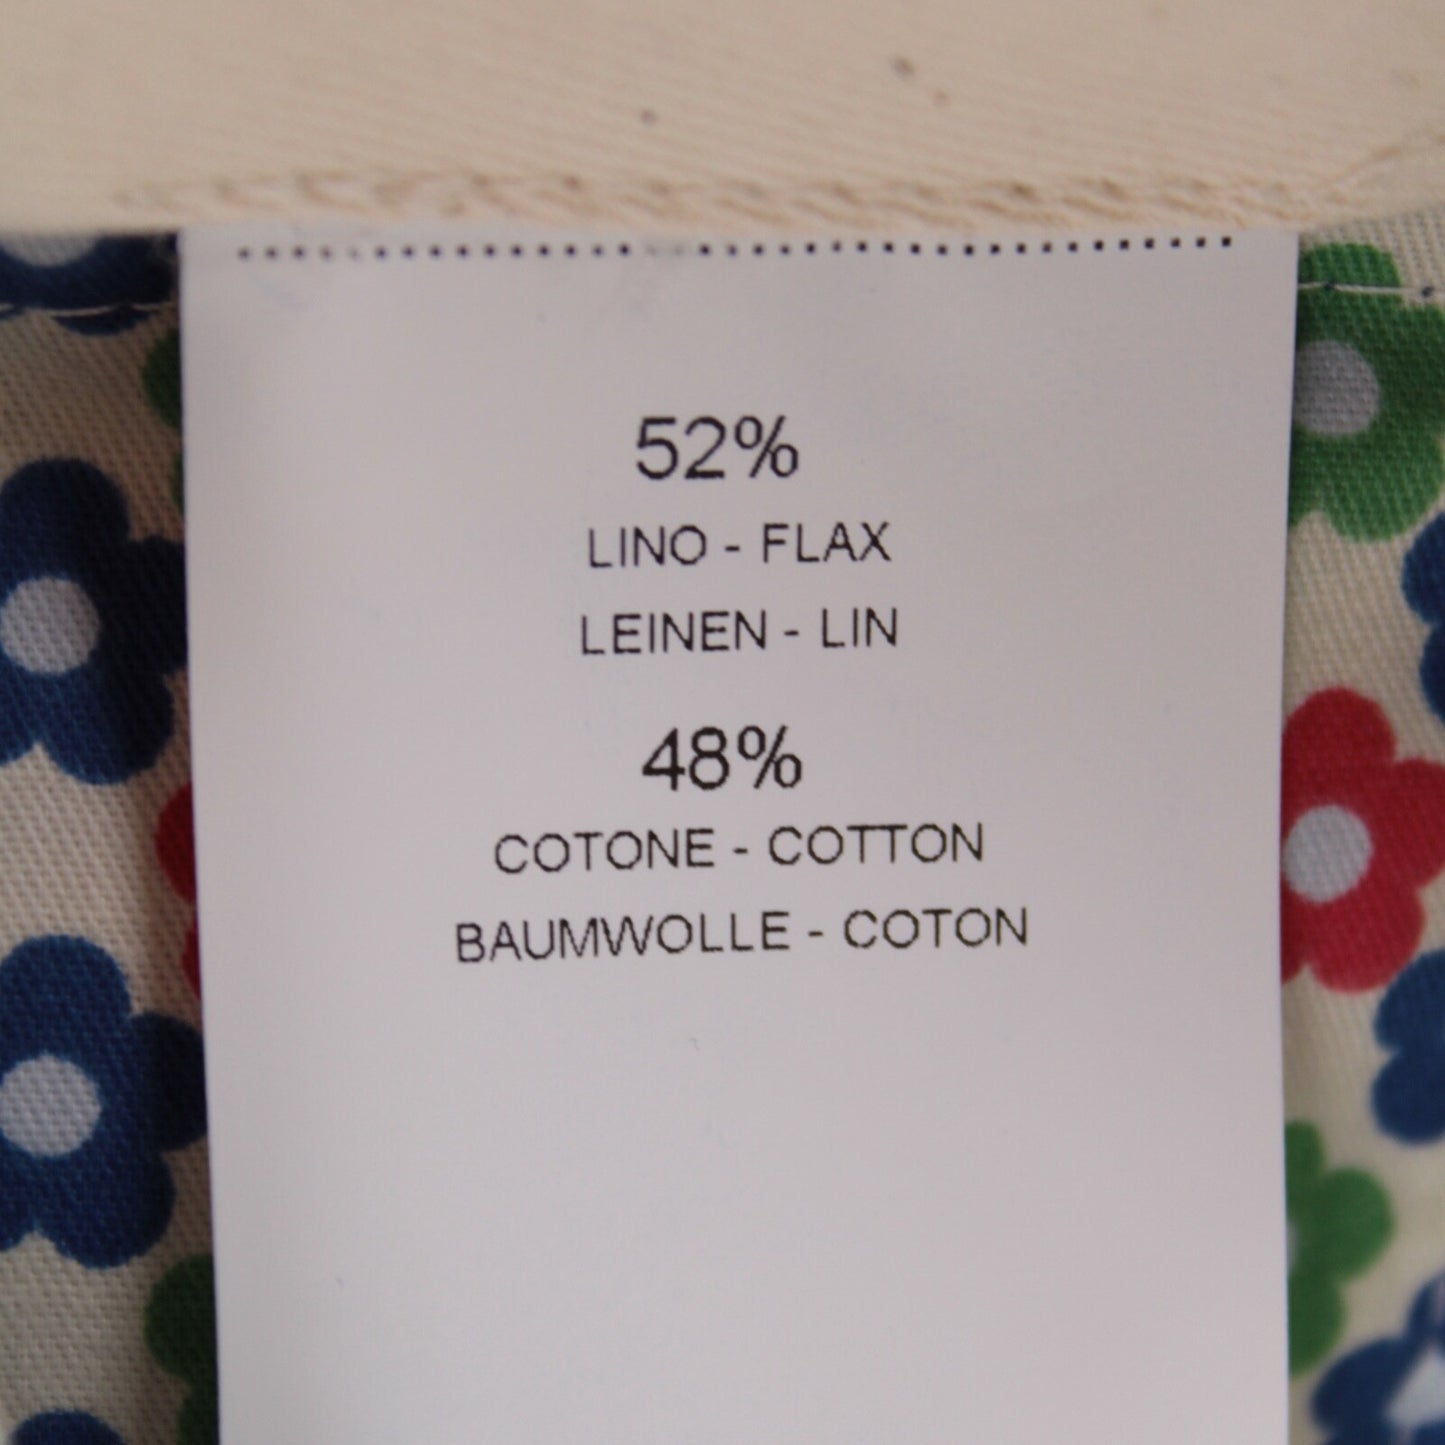 52%
LINO - FLAX
LEINEN - LIN
48%
COTONE - COTTON
BAUMWOLLE - COTON